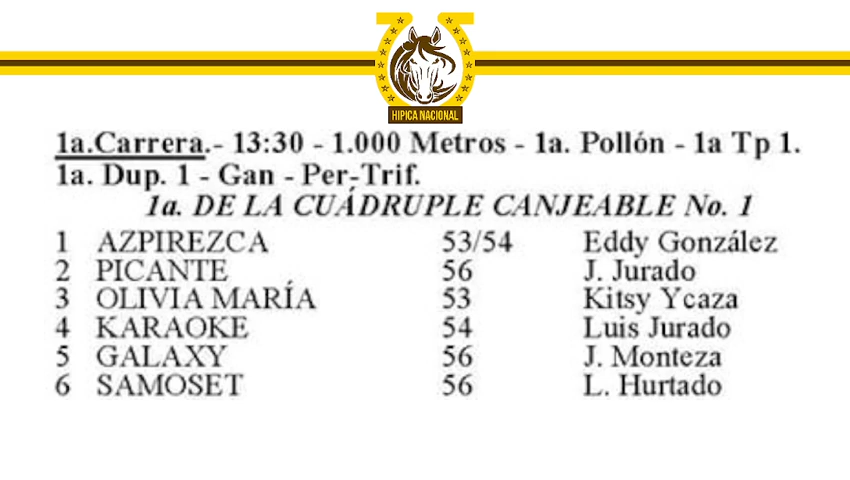 HIPICA NACIONAL
1a.Carrera.- 13:30 - 1.000 Metros - 1a. Pollón - 1a Tp 1.
1a. Dup. 1 - Gan - Per-Trif.
1a. DE LA CUÁDRUPLE CANJEABLE No. 1
1 AZPIREZCA 53/54 Eddy González
2 PICANTE 56 J. Jurado
3 OLIVIA MARÍA 53 Kitsy Ycaza
4 KARAOKE 54 Luis Jurado
5 GALAXY 56 J. Monteza
6 SAMOSET 56 L. Hurtado